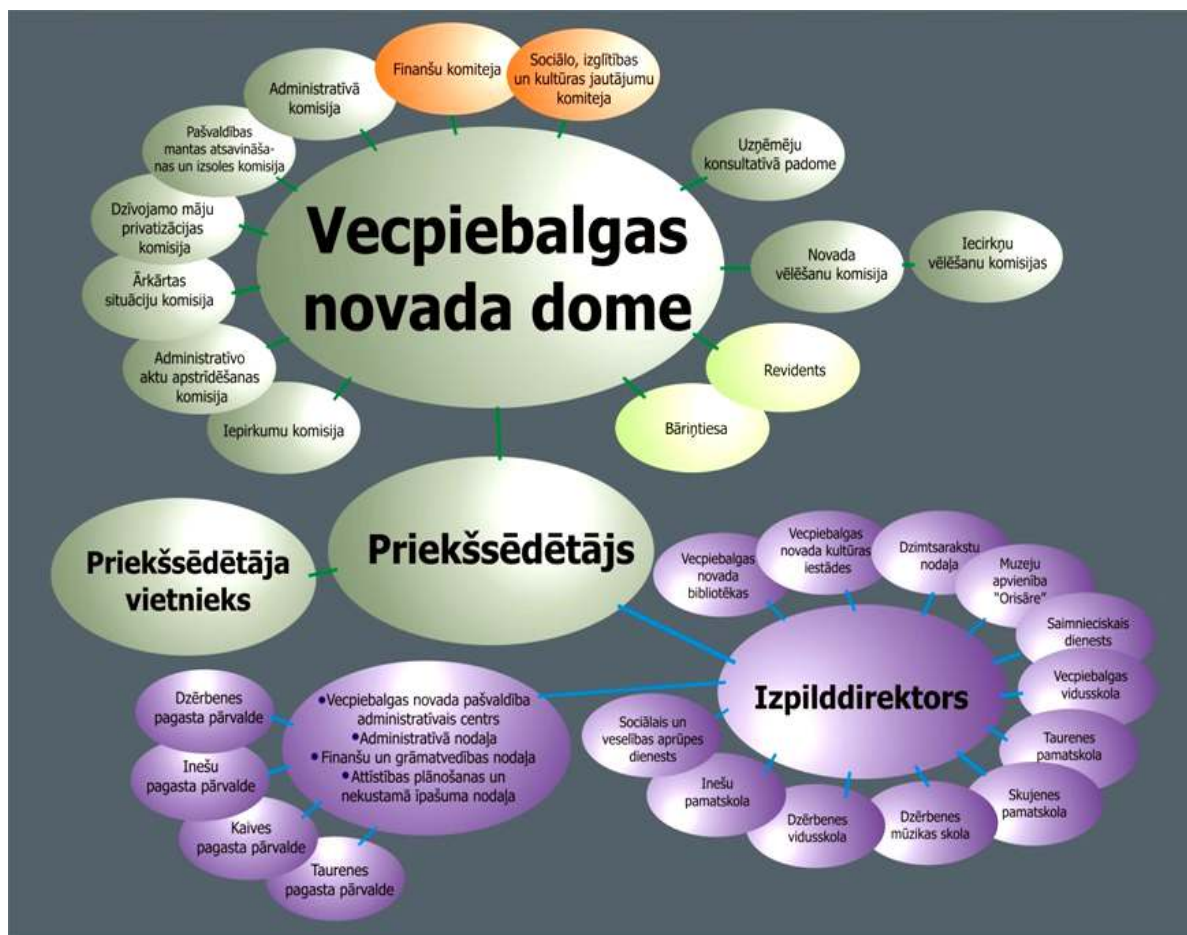 Finanšu komiteja
Sociālo, izglītības
un kultūras jautājumu
komiteja
Administratīvā
komisija
Pašvaldības
mantas atsavināša-
nas un izsoles komisija
Dzīvojamo māju
privatizācijas
komisija
Ārkārtas
situāciju komisija
Administratīvo
aktu apstrīdēšanas
komisija
Iepirkumu komisija
Vecpiebalgas
novada dome
Uzņēmēju
konsultatīvā padome
Novada
vēlēšanu komisija
Iecirkņu
vēlēšanu komisijas
Revidents
Bāriņtiesa
Priekšsēdētājs
Priekšsēdētāja
vietnieks
Vecpiebalgas
novada
bibliotēkas
Vecpiebalgas
novada kultūras
iestādes
Dzimtsarakstu
nodaļa
Muzeju
apvienība
"Orisāre"
Saimnieciskais
dienests
Vecpiebalgas
vidusskola
Taurenes
pamatskola
Skujenes
pamatskola
Dzērbenes
mūzikas skola
Dzērbenes
vidusskola
Inešu
pamatskola
Sociālais un
veselības aprūpes
dienests
Izpilddirektors
•Vecpiebalgas novada pašvaldība
administratīvais centrs
•Administratīvā nodaļa
•Finanšu un grāmatvedības nodaļa
•Attīstības plānošanas un
nekustamā īpašuma nodaļa
Dzērbenes
pagasta pārvalde
Inešu
pagasta pārvalde
Kaives
pagasta pārvalde
Taurenes
pagasta pārvalde